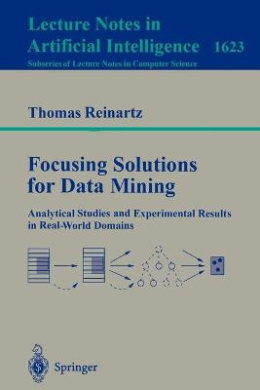 Lecture Notes in
Artificial Intelligence 1623
Subseries of Lecture Notes in Computer Science
Thomas Reinartz
Focusing Solutions
for Data Mining
Analytical Studies and Experimental Results
in Real-World Domains
Springer